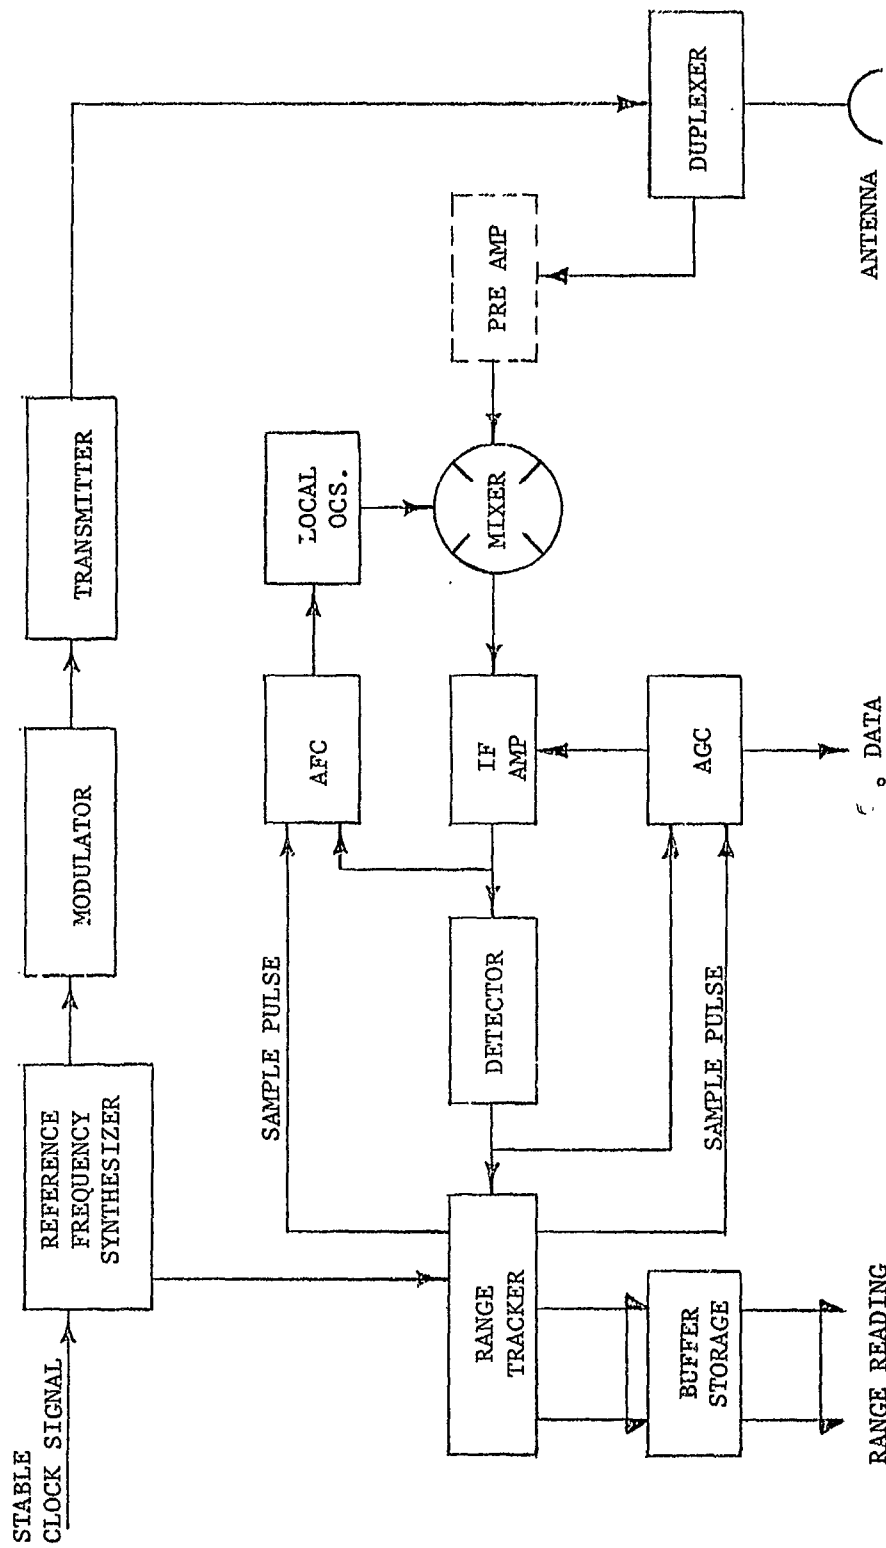 STABLE
CLOCK SIGNAL
REFERENCE
FREQUENCY
SYNTHESIZER
MODULATOR
TRANSMITTER
SAMPLE PULSE
AFC
LOCAL
OCS.
RANGE
TRACKER
DETECTOR
IF
AMP
MIXER
PRE AMP
DUPLEXER
BUFFER
STORAGE
SAMPLE PULSE
AGC
RANGE READING
DATA
ANTENNA